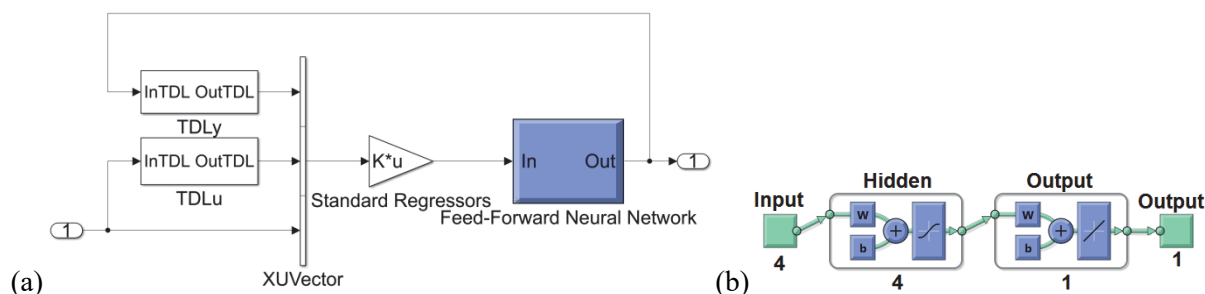 InTDL OutTDL
TDLy
InTDL OutTDL
TDLu
1
XUVector
K*u
Standard Regressors
In Out
Feed-Forward Neural Network
1
(a)
Input
4
Hidden
W
b
4
Output
W
b
1
Output
1
(b)